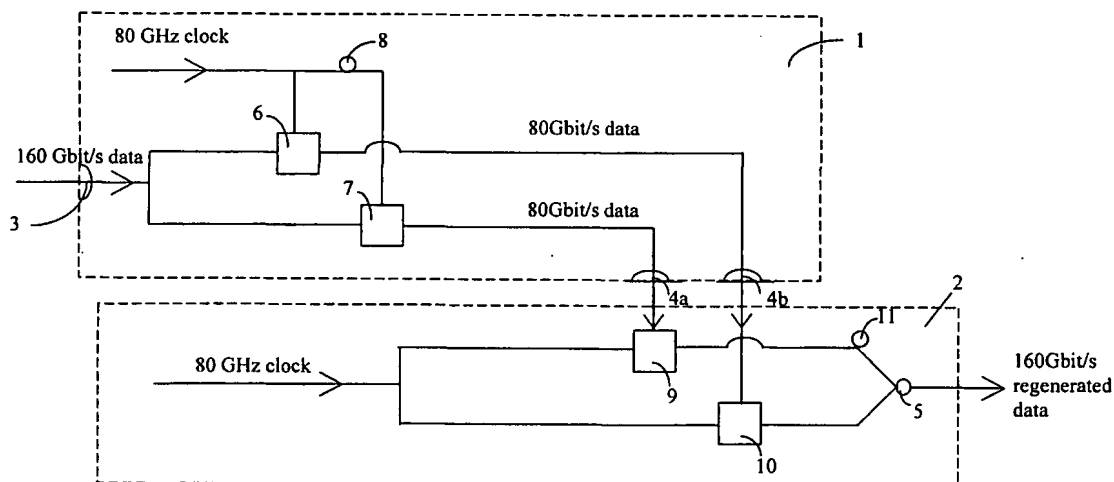 80 GHz clock
8
1
6
80Gbit/s data
160 Gbit/s data
7
80Gbit/s data
3
4a
4b
2
11
80 GHz clock
9
160Gbit/s
regenerated
data
5
10